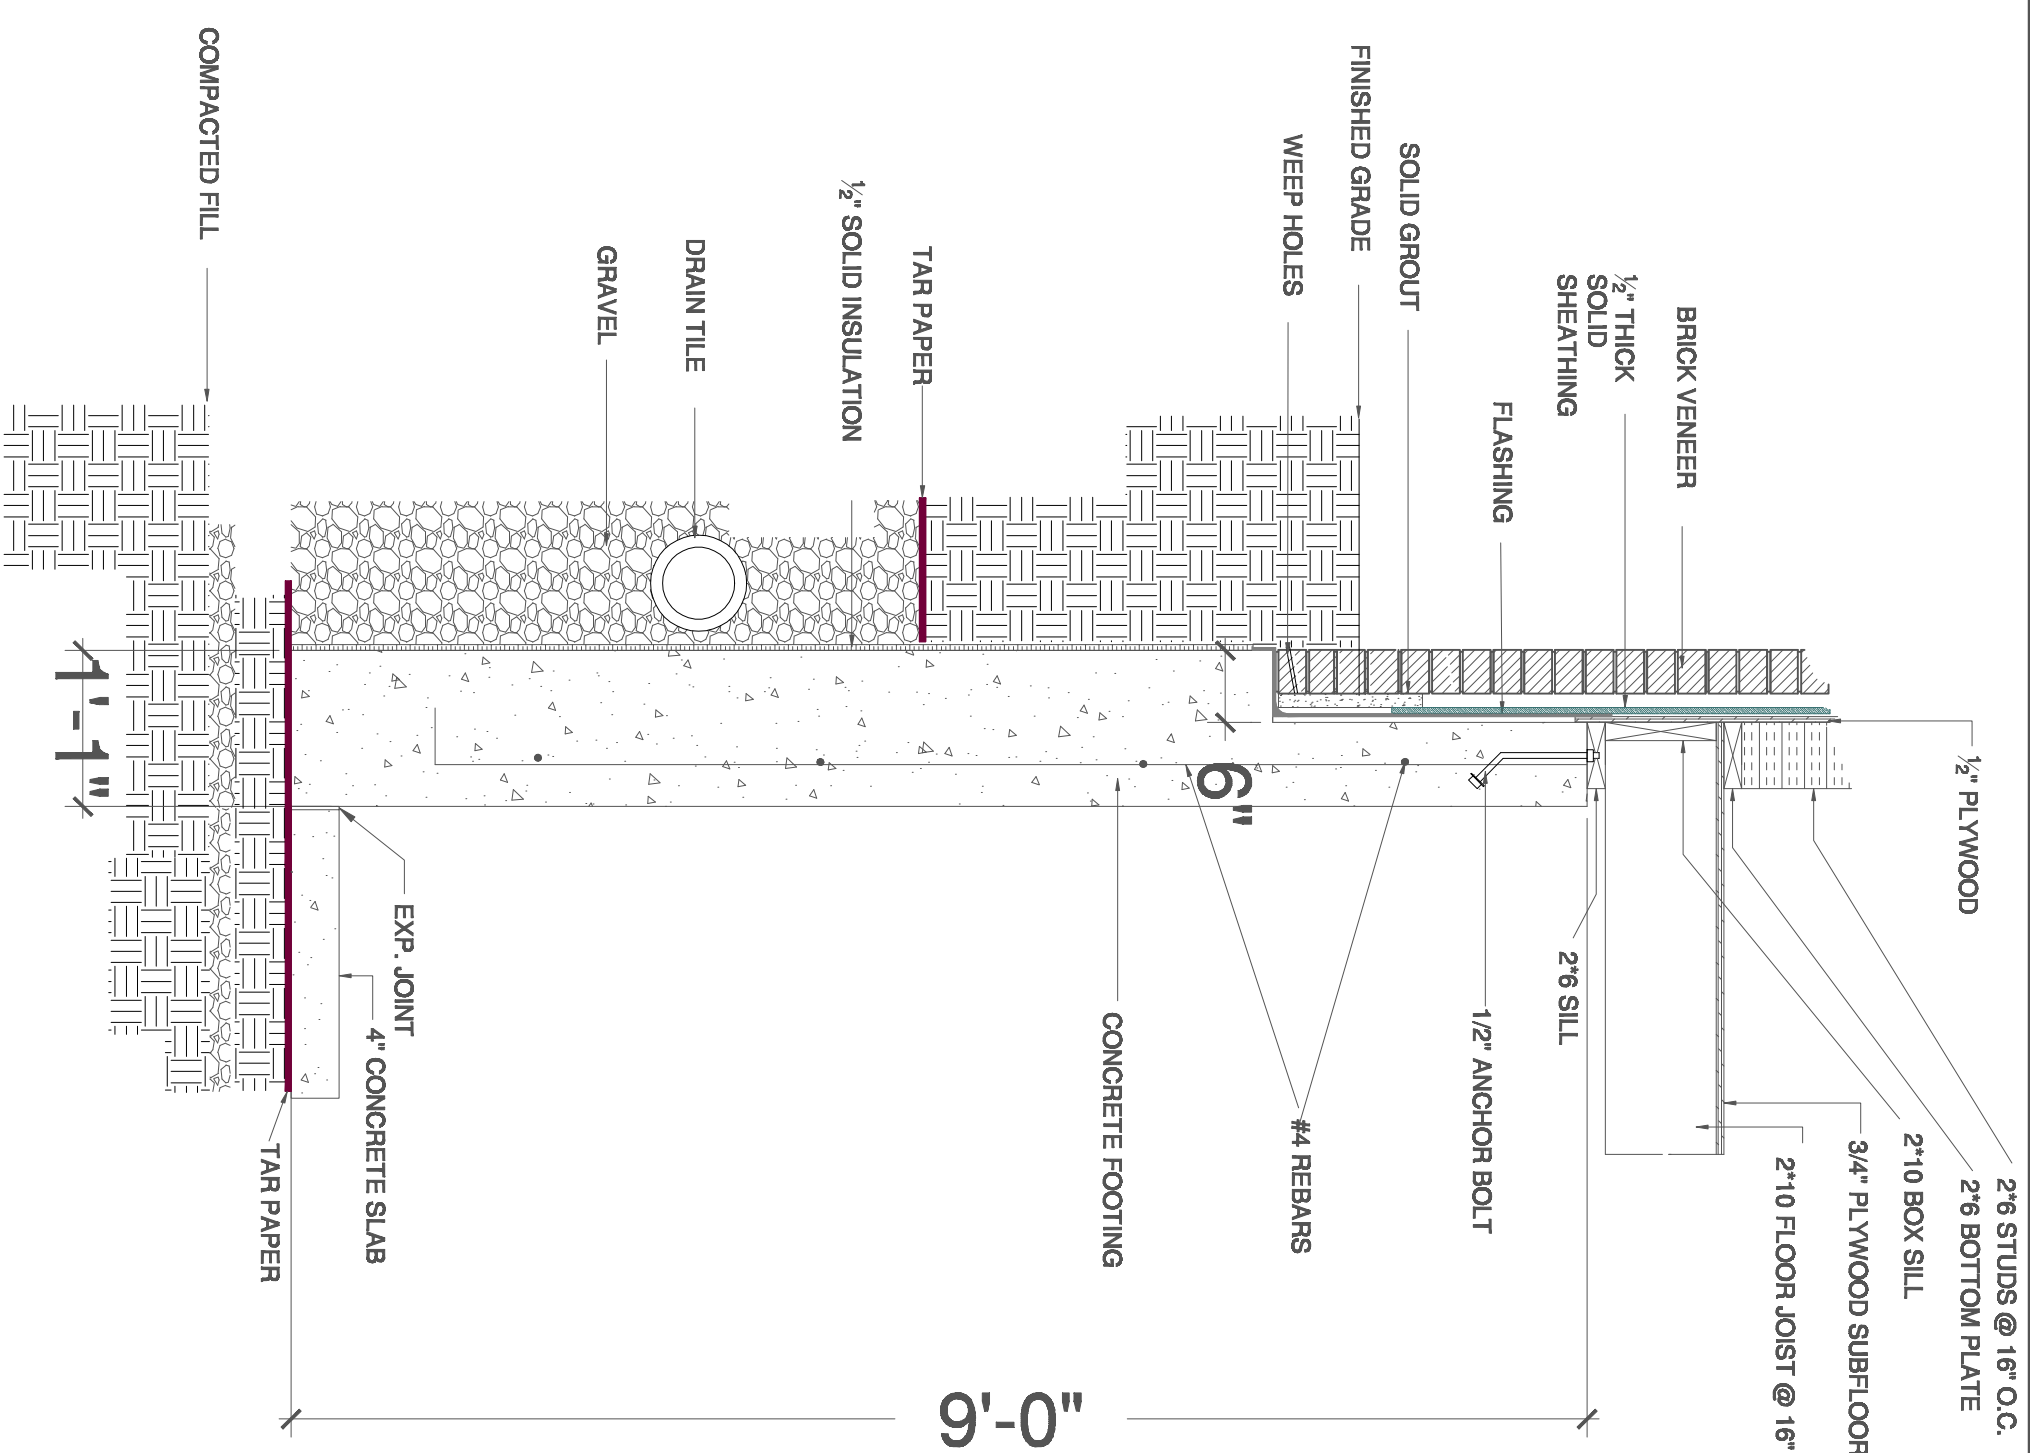 2*6 STUDS @ 16" O.C.
2*6 BOTTOM PLATE
2*10 BOX SILL
3/4" PLYWOOD SUBFLOOR
2*10 FLOOR JOIST @ 16"
½" PLYWOOD
BRICK VENEER
½" THICK
SOLID
SHEATHING
FLASHING
SOLID GROUT
FINISHED GRADE
WEEP HOLES
2*6 SILL
1/2" ANCHOR BOLT
#4 REBARS
6"
CONCRETE FOOTING
TAR PAPER
½" SOLID INSULATION
DRAIN TILE
GRAVEL
9'-0"
EXP. JOINT
4" CONCRETE SLAB
TAR PAPER
COMPACTED FILL
1'-1"